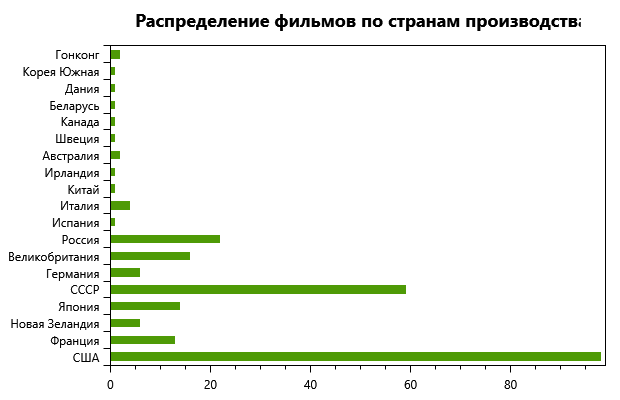 Распределение фильмов по странам производства
Гонконг
Корея Южная
Дания
Беларусь
Канада
Швеция
Австралия
Ирландия
Китай
Италия
Испания
Россия
Великобритания
Германия
СССР
Япония
Новая Зеландия
Франция
США
0 20 40 60 80